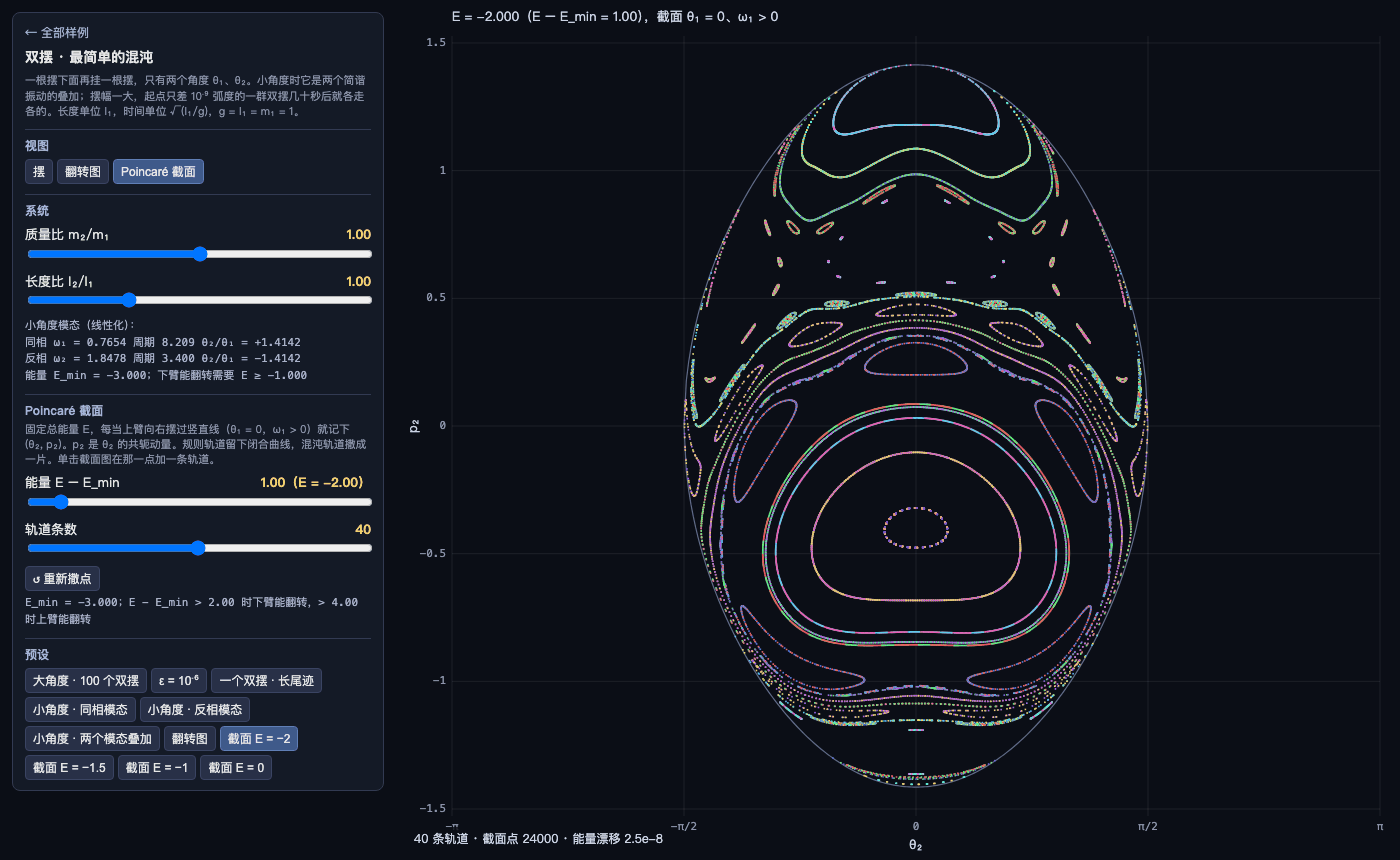 ← 全部样例
双摆 · 最简单的混沌
一根摆下面再挂一根摆，只有两个角度 θ₁、θ₂。小角度时它是两个简谐
振动的叠加；摆幅一大，起点只差 10⁻⁹ 弧度的一群双摆几十秒后就各走
各的。长度单位 l₁，时间单位 √(l₁/g)，g = l₁ = m₁ = 1。
视图
摆
翻转图
Poincaré 截面
系统
质量比 m₂/m₁ 1.00
长度比 l₂/l₁ 1.00
小角度模态（线性化）：
同相 ω₁ = 0.7654 周期 8.209 θ₂/θ₁ = +1.4142
反相 ω₂ = 1.8478 周期 3.400 θ₂/θ₁ = −1.4142
能量 E_min = −3.000；下臂能翻转需要 E ≥ −1.000
Poincaré 截面
固定总能量 E，每当上臂向右摆过竖直线（θ₁ = 0，ω₁ > 0）就记下
(θ₂, p₂)。p₂ 是 θ₂ 的共轭动量。规则轨道留下闭合曲线，混沌轨道撒成
一片。单击截面图在那一点加一条轨道。
能量 E − E_min 1.00（E = −2.00）
轨道条数 40
↺ 重新撒点
E_min = −3.000；E − E_min > 2.00 时下臂能翻转，> 4.00
时上臂能翻转
预设
大角度 · 100 个双摆
ε = 10⁻⁶
一个双摆 · 长尾迹
小角度 · 同相模态
小角度 · 反相模态
小角度 · 两个模态叠加
翻转图
截面 E = −2
截面 E = −1.5
截面 E = −1
截面 E = 0
E = −2.000（E − E_min = 1.00），截面 θ₁ = 0、ω₁ > 0
1.5
1
0.5
0
−0.5
−1
−1.5
p₂
−π
−π/2
0
π/2
π
θ₂
40 条轨道 · 截面点 24000 · 能量漂移 2.5e−8